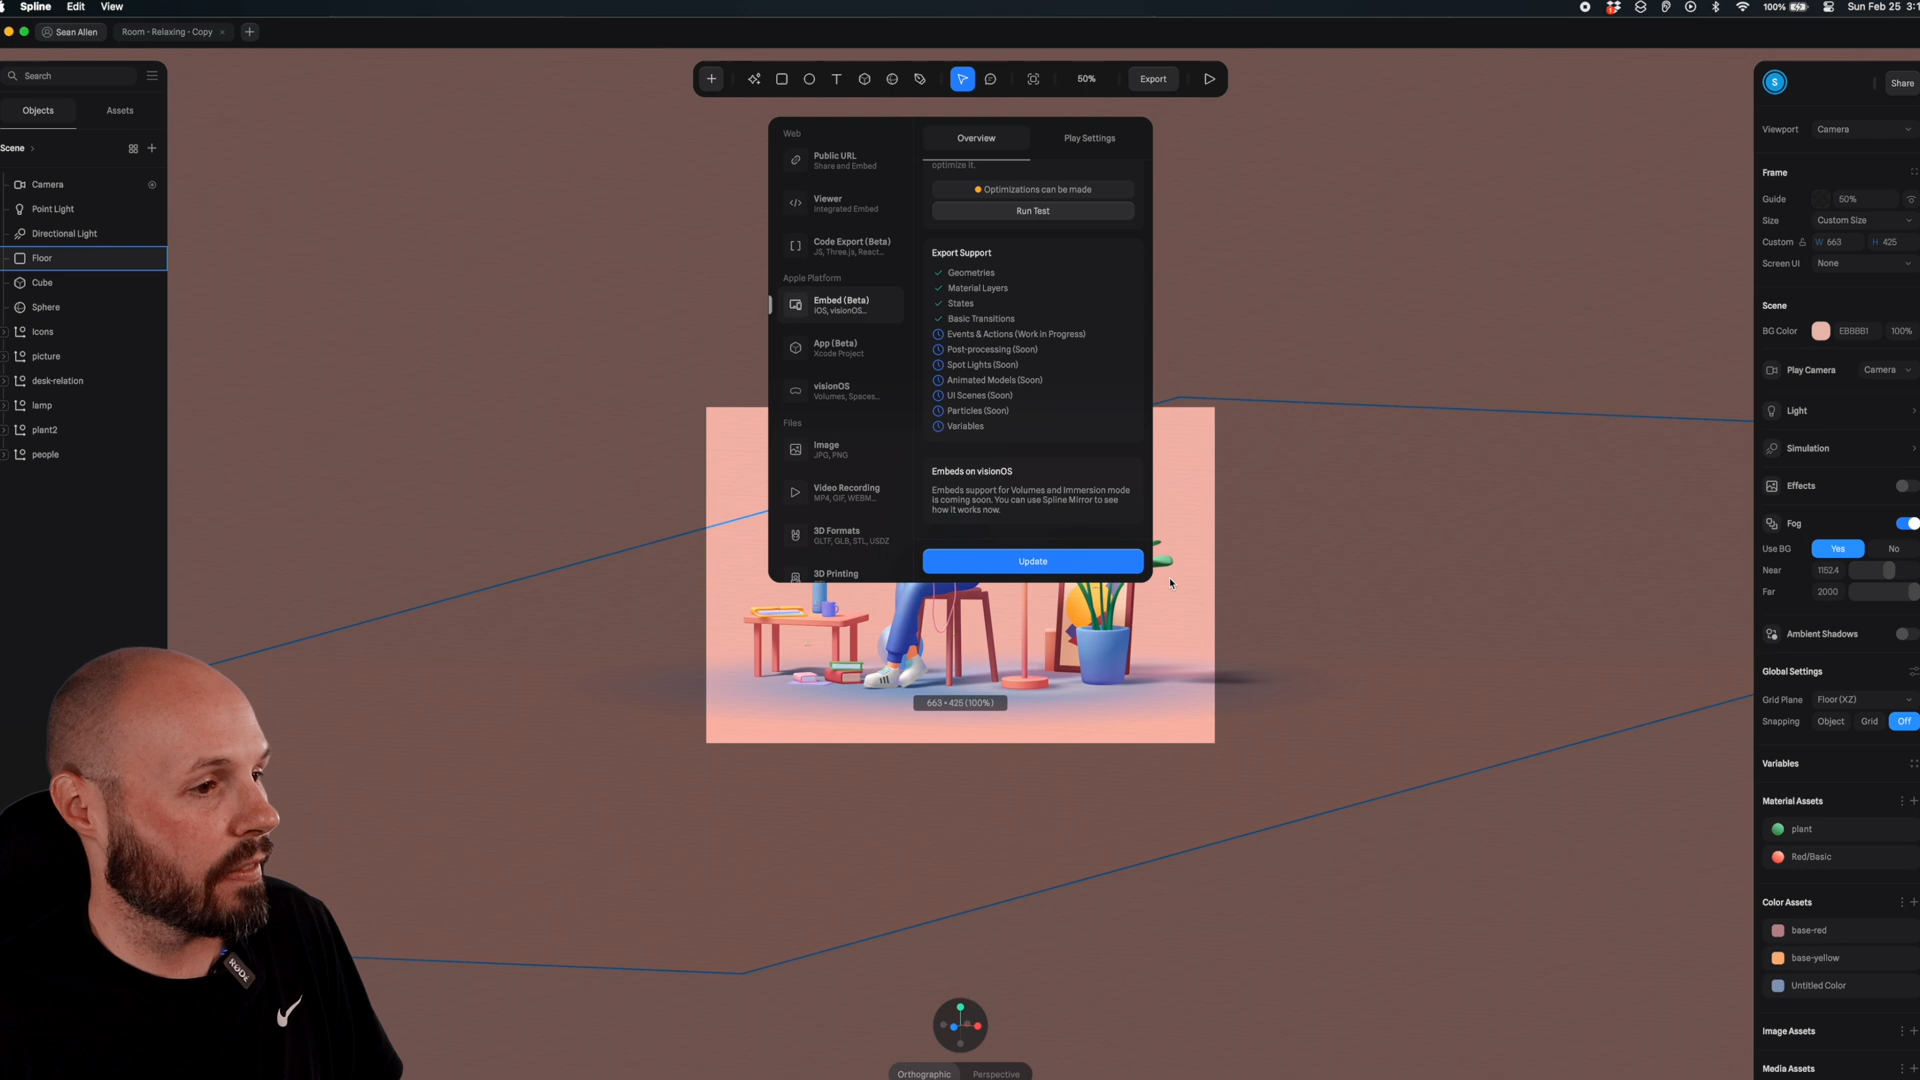 Spline Edit View
100% Sun Feb 25 3:1
Sean Allen Room - Relaxing - Copy
Search
Objects Assets
Scene
Camera
Point Light
Directional Light
Floor
Cube
Sphere
Icons
picture
desk-relation
lamp
plant2
people
50% Export
Web
Public URL
Share and Embed
Viewer
Integrated Embed
Code Export (Beta)
JS, Three.js, React...
Apple Platform
Embed (Beta)
iOS, visionOS...
App (Beta)
Xcode Project
visionOS
Volumes, Spaces...
Files
Image
JPG, PNG
Video Recording
MP4, GIF, WEBM...
3D Formats
GLTF, GLB, STL, USDZ
3D Printing
Overview Play Settings
optimize it.
Optimizations can be made
Run Test
Export Support
Geometries
Material Layers
States
Basic Transitions
Events & Actions (Work in Progress)
Post-processing (Soon)
Spot Lights (Soon)
Animated Models (Soon)
UI Scenes (Soon)
Particles (Soon)
Variables
Embeds on visionOS
Embeds support for Volumes and Immersion mode
is coming soon. You can use Spline Mirror to see
how it works now.
Update
663 × 425 (100%)
RØDE
Orthographic Perspective
S Share
Viewport Camera
Frame
Guide 50%
Size Custom Size
Custom W 663 H 425
Screen UI None
Scene
BG Color EBBBB1 100%
Play Camera Camera
Light
Simulation
Effects
Fog
Use BG Yes No
Near 1152.4
Far 2000
Ambient Shadows
Global Settings
Grid Plane Floor (XZ)
Snapping Object Grid Off
Variables
Material Assets
plant
Red/Basic
Color Assets
base-red
base-yellow
Untitled Color
Image Assets
Media Assets